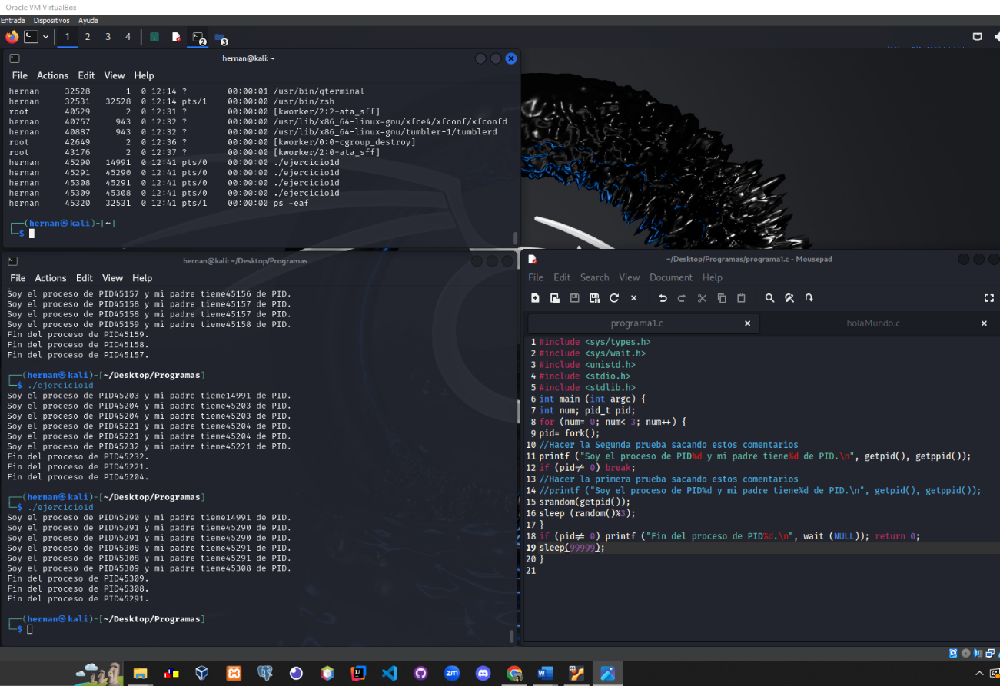 - Oracle VM VirtualBox
Entrada Dispositivos Ayuda
1 2 3 4 2 3
hernan@kali: ~
File Actions Edit View Help
hernan 32528 1 0 12:14 ? 00:00:01 /usr/bin/qterminal
hernan 32531 32528 0 12:14 pts/1 00:00:00 /usr/bin/zsh
root 40529 2 0 12:31 ? 00:00:00 [kworker/2:2-ata_sff]
hernan 40757 943 0 12:32 ? 00:00:00 /usr/lib/x86_64-linux-gnu/xfce4/xfconf/xfconfd
hernan 40887 943 0 12:32 ? 00:00:00 /usr/lib/x86_64-linux-gnu/tumbler-1/tumblerd
root 42649 2 0 12:36 ? 00:00:00 [kworker/0:0-cgroup_destroy]
root 43176 2 0 12:37 ? 00:00:00 [kworker/2:0-ata_sff]
hernan 45290 14991 0 12:41 pts/0 00:00:00 ./ejercicio1d
hernan 45291 45290 0 12:41 pts/0 00:00:00 ./ejercicio1d
hernan 45308 45291 0 12:41 pts/0 00:00:00 ./ejercicio1d
hernan 45309 45308 0 12:41 pts/0 00:00:00 ./ejercicio1d
hernan 45320 32531 0 12:41 pts/1 00:00:00 ps -eaf
(hernan㉿kali)-[~]
$
hernan@kali: ~/Desktop/Programas
File Actions Edit View Help
Soy el proceso de PID45157 y mi padre tiene45156 de PID.
Soy el proceso de PID45158 y mi padre tiene45157 de PID.
Soy el proceso de PID45158 y mi padre tiene45157 de PID.
Soy el proceso de PID45159 y mi padre tiene45158 de PID.
Fin del proceso de PID45159.
Fin del proceso de PID45158.
Fin del proceso de PID45157.
(hernan㉿kali)-[~/Desktop/Programas]
$ ./ejercicio1d
Soy el proceso de PID45203 y mi padre tiene14991 de PID.
Soy el proceso de PID45204 y mi padre tiene45203 de PID.
Soy el proceso de PID45204 y mi padre tiene45203 de PID.
Soy el proceso de PID45221 y mi padre tiene45204 de PID.
Soy el proceso de PID45221 y mi padre tiene45204 de PID.
Soy el proceso de PID45232 y mi padre tiene45221 de PID.
Fin del proceso de PID45232.
Fin del proceso de PID45221.
Fin del proceso de PID45204.
(hernan㉿kali)-[~/Desktop/Programas]
$ ./ejercicio1d
Soy el proceso de PID45290 y mi padre tiene14991 de PID.
Soy el proceso de PID45291 y mi padre tiene45290 de PID.
Soy el proceso de PID45291 y mi padre tiene45290 de PID.
Soy el proceso de PID45308 y mi padre tiene45291 de PID.
Soy el proceso de PID45308 y mi padre tiene45291 de PID.
Soy el proceso de PID45309 y mi padre tiene45308 de PID.
Fin del proceso de PID45309.
Fin del proceso de PID45308.
Fin del proceso de PID45291.
(hernan㉿kali)-[~/Desktop/Programas]
$
~/Desktop/Programas/programa1.c - Mousepad
File Edit Search View Document Help
programa1.c holaMundo.c
1 #include <sys/types.h>
2 #include <sys/wait.h>
3 #include <unistd.h>
4 #include <stdio.h>
5 #include <stdlib.h>
6 int main (int argc) {
7 int num; pid_t pid;
8 for (num= 0; num< 3; num++) {
9 pid= fork();
10 //Hacer la Segunda prueba sacando estos comentarios
11 printf ("Soy el proceso de PID%d y mi padre tiene%d de PID.\n", getpid(), getppid());
12 if (pid!= 0) break;
13 //Hacer la primera prueba sacando estos comentarios
14 //printf ("Soy el proceso de PID%d y mi padre tiene%d de PID.\n", getpid(), getppid());
15 srandom(getpid());
16 sleep (random()%3);
17 }
18 if (pid!= 0) printf ("Fin del proceso de PID%d.\n", wait (NULL)); return 0;
19 sleep(99999);
20 }
21
zm